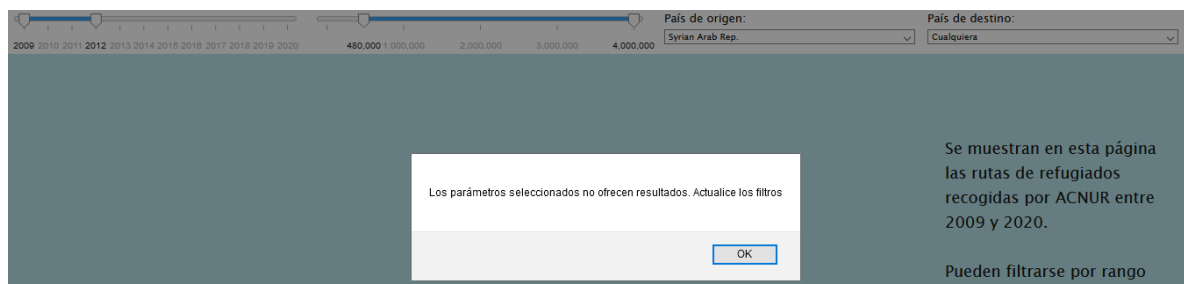 País de origen:
País de destino:
Syrian Arab Rep.
Cualquiera
2009 2010 2011 2012 2013 2014 2015 2016 2017 2018 2019 2020
480,000 1,000,000 2,000,000 3,000,000 4,000,000
Se muestran en esta página
las rutas de refugiados
recogidas por ACNUR entre
2009 y 2020.
Pueden filtrarse por rango
Los parámetros seleccionados no ofrecen resultados. Actualice los filtros
OK